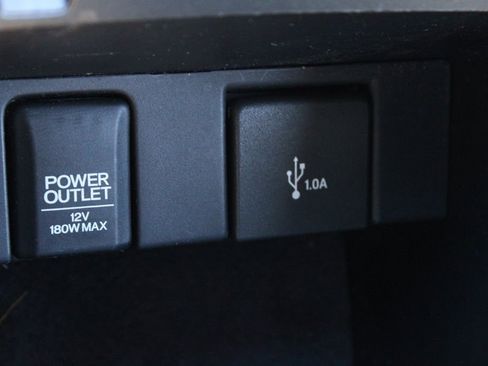 POWER
OUTLET
12V
180W MAX
1.0A